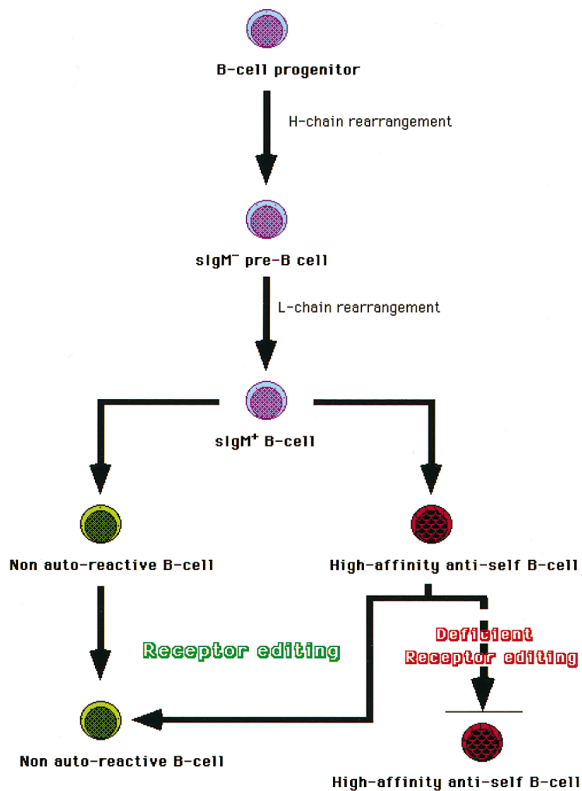 B-cell progenitor
H-chain rearrangement
sIgM⁻ pre-B cell
L-chain rearrangement
sIgM⁺ B-cell
Non auto-reactive B-cell
High-affinity anti-self B-cell
Receptor editing
Deficient
Receptor editing
Non auto-reactive B-cell
High-affinity anti-self B-cell